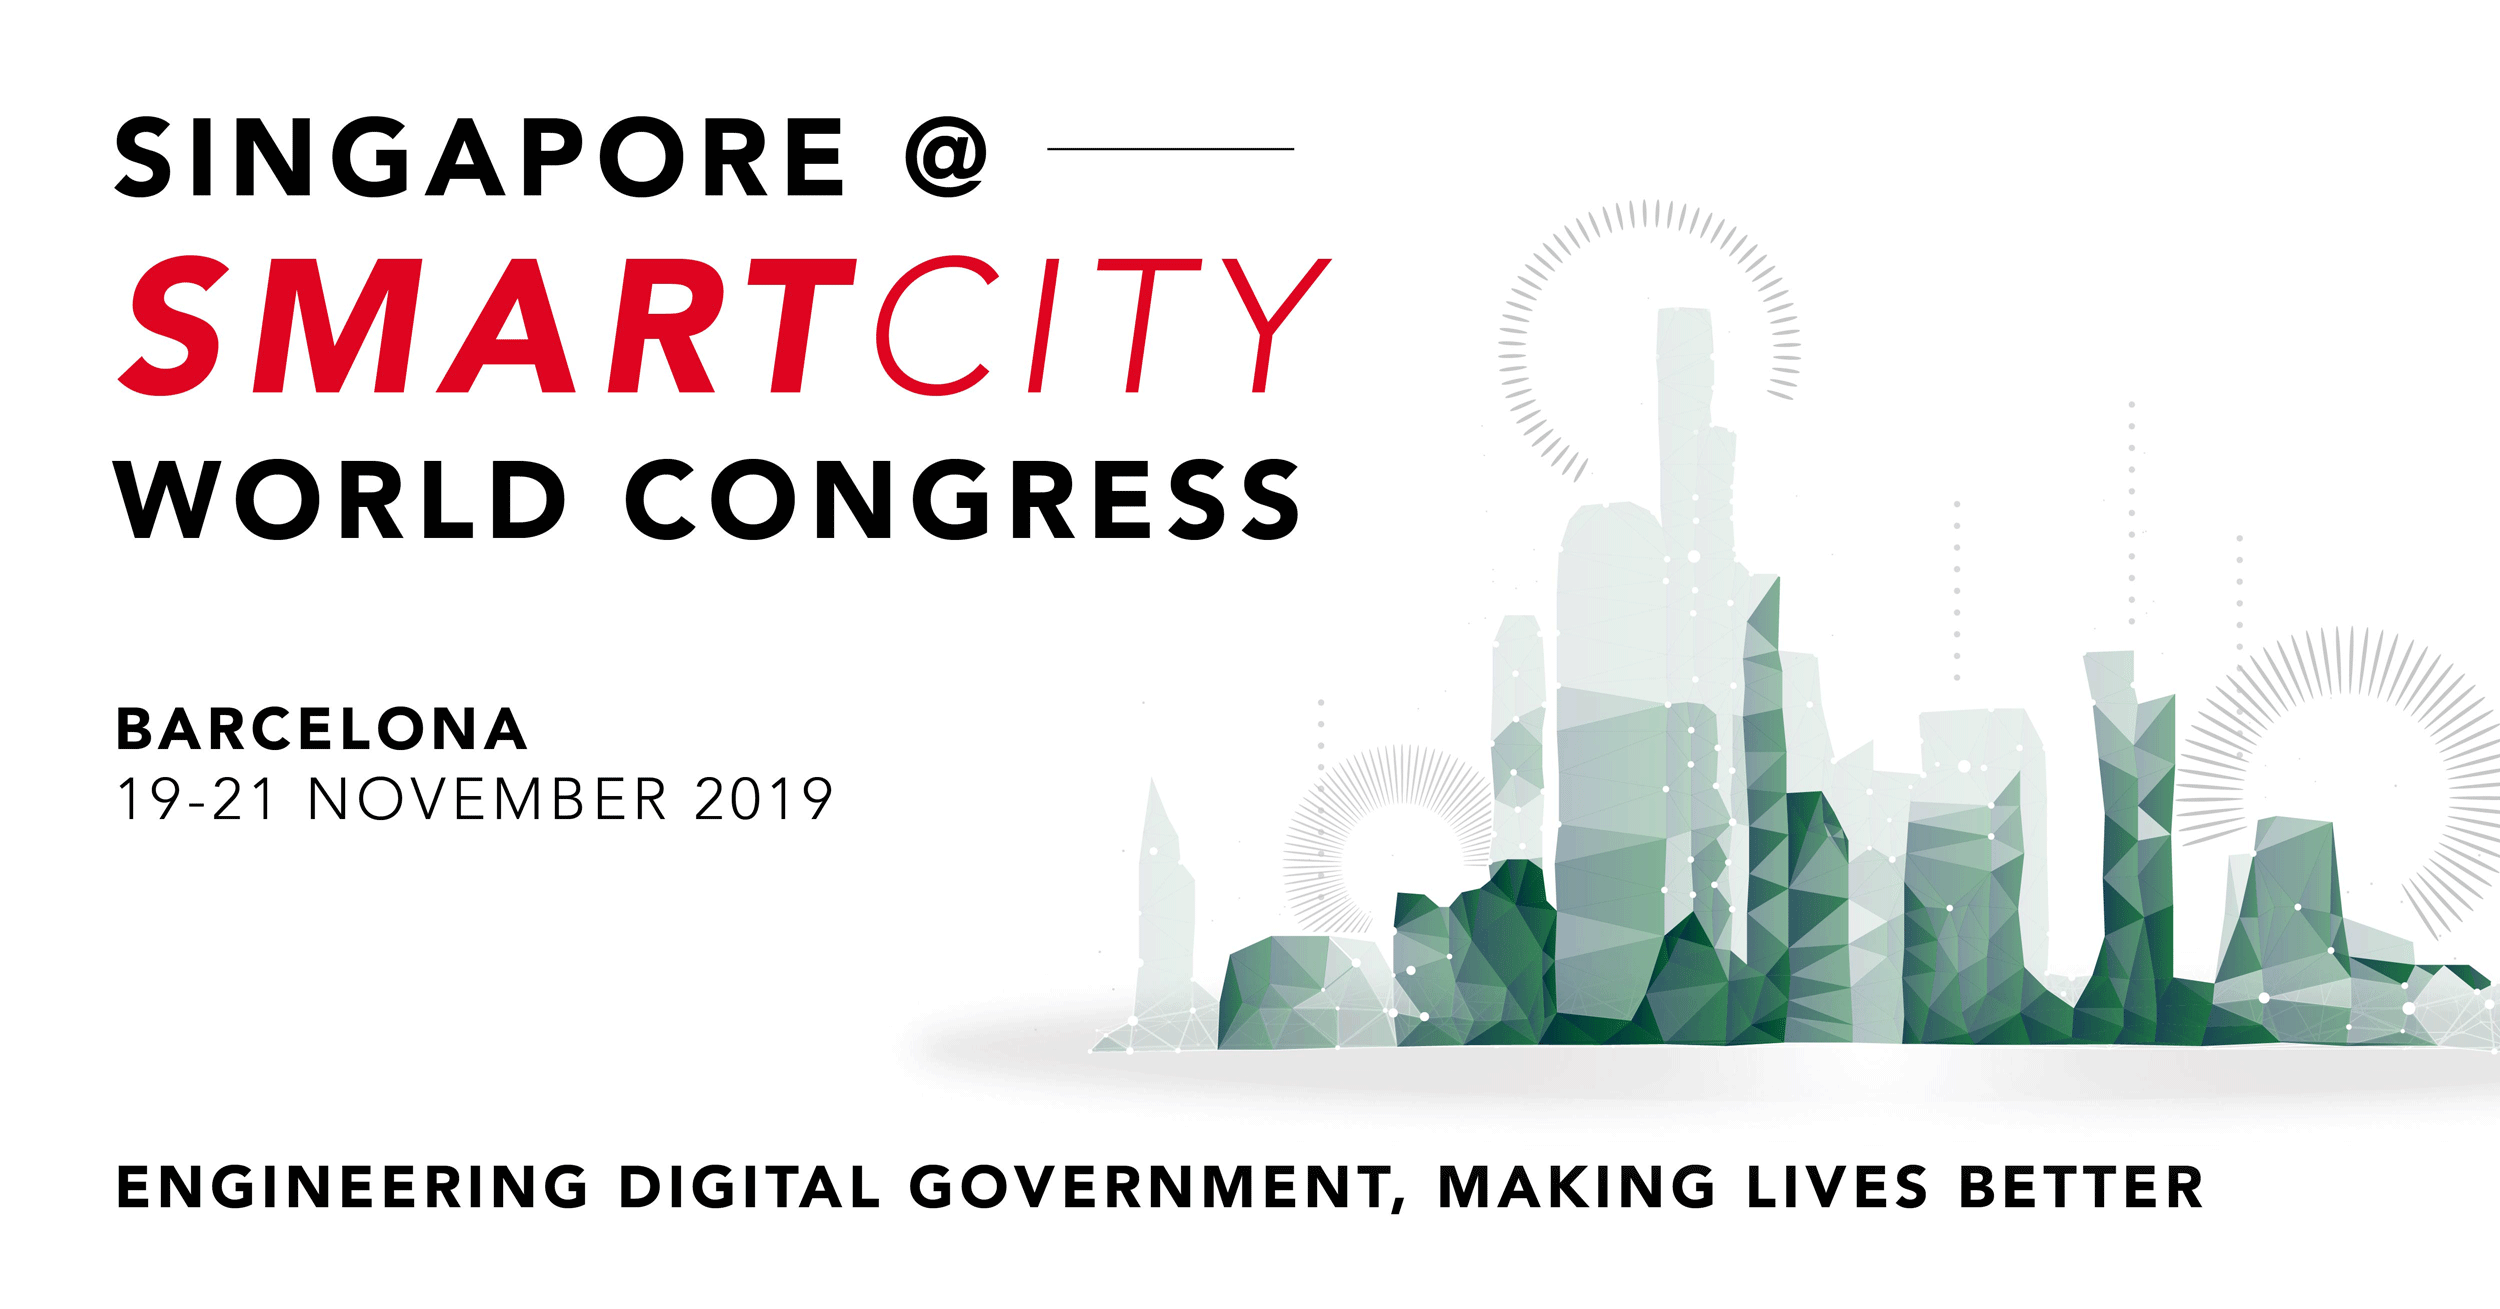 SINGAPORE @
SMARTCITY
WORLD CONGRESS
BARCELONA
19-21 NOVEMBER 2019
ENGINEERING DIGITAL GOVERNMENT, MAKING LIVES BETTER